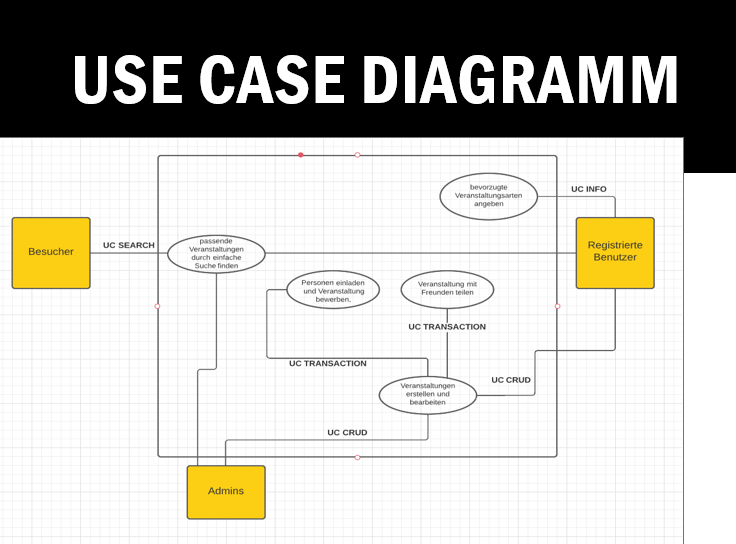 USE CASE DIAGRAMM
bevorzugte
Veranstaltungsarten
angeben
UC INFO
Besucher
UC SEARCH
passende
Veranstaltungen
durch einfache
Suche finden
Registrierte
Benutzer
Personen einladen
und Veranstaltung
bewerben.
Veranstaltung mit
Freunden teilen
UC TRANSACTION
UC TRANSACTION
UC CRUD
Veranstaltungen
erstellen und
bearbeiten
UC CRUD
Admins